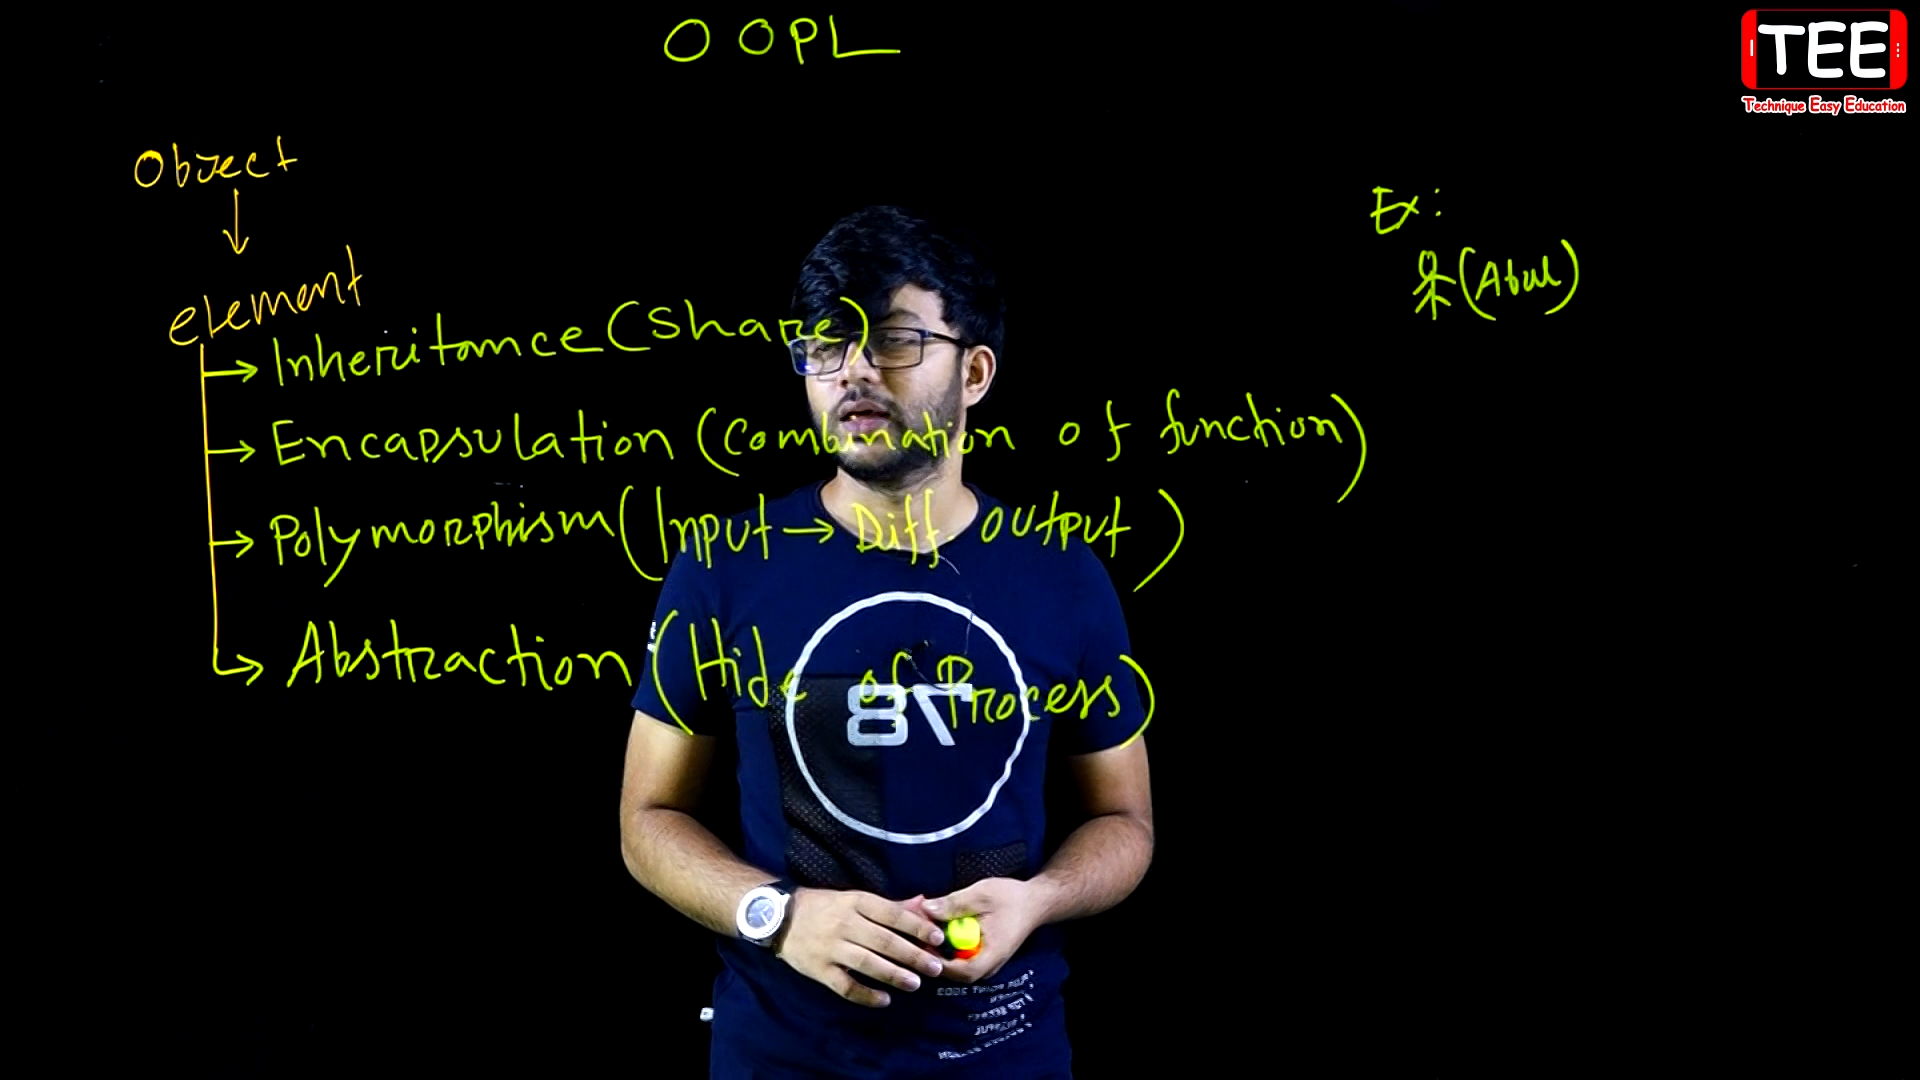 OOPL
TEE
Technique Easy Education
Object
element
Inheritance (Share)
Encapsulation (Combination of function)
Polymorphism (Input → Diff output)
Abstraction (Hide of Process)
Ex:
(Abul)
78